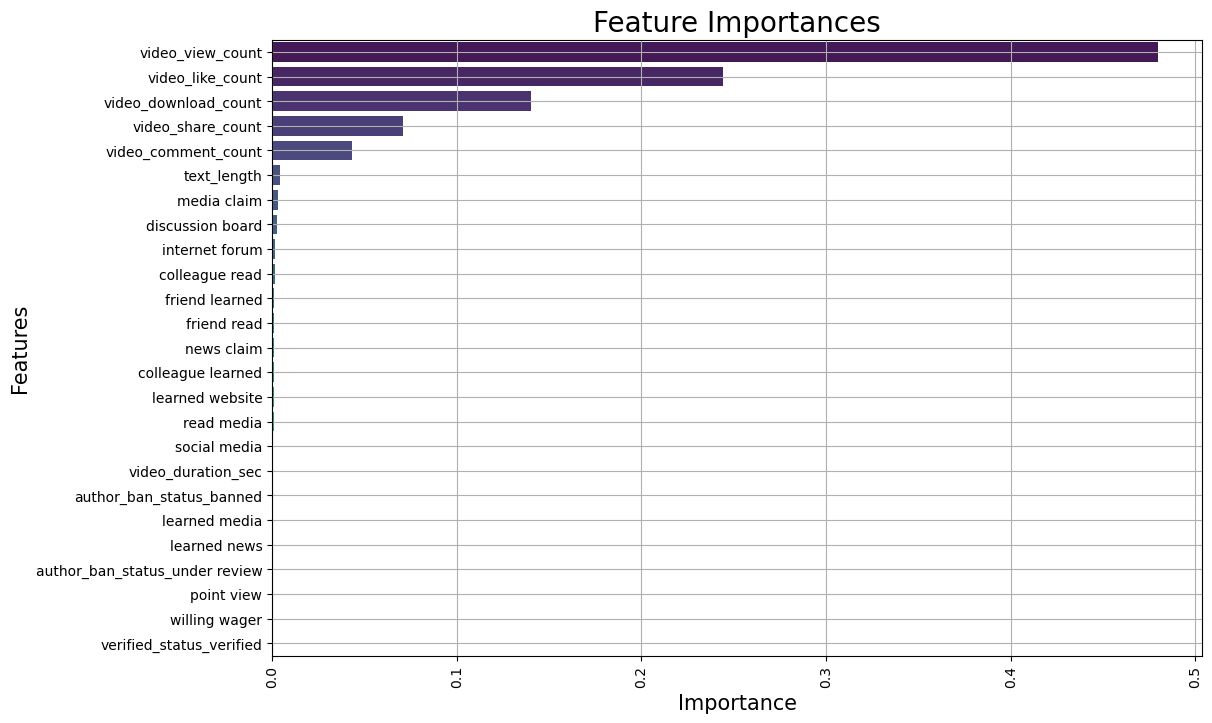 Feature Importances
Features
video_view_count
video_like_count
video_download_count
video_share_count
video_comment_count
text_length
media claim
discussion board
internet forum
colleague read
friend learned
friend read
news claim
colleague learned
learned website
read media
social media
video_duration_sec
author_ban_status_banned
learned media
learned news
author_ban_status_under review
point view
willing wager
verified_status_verified
0.0 0.1 0.2 0.3 0.4 0.5
Importance